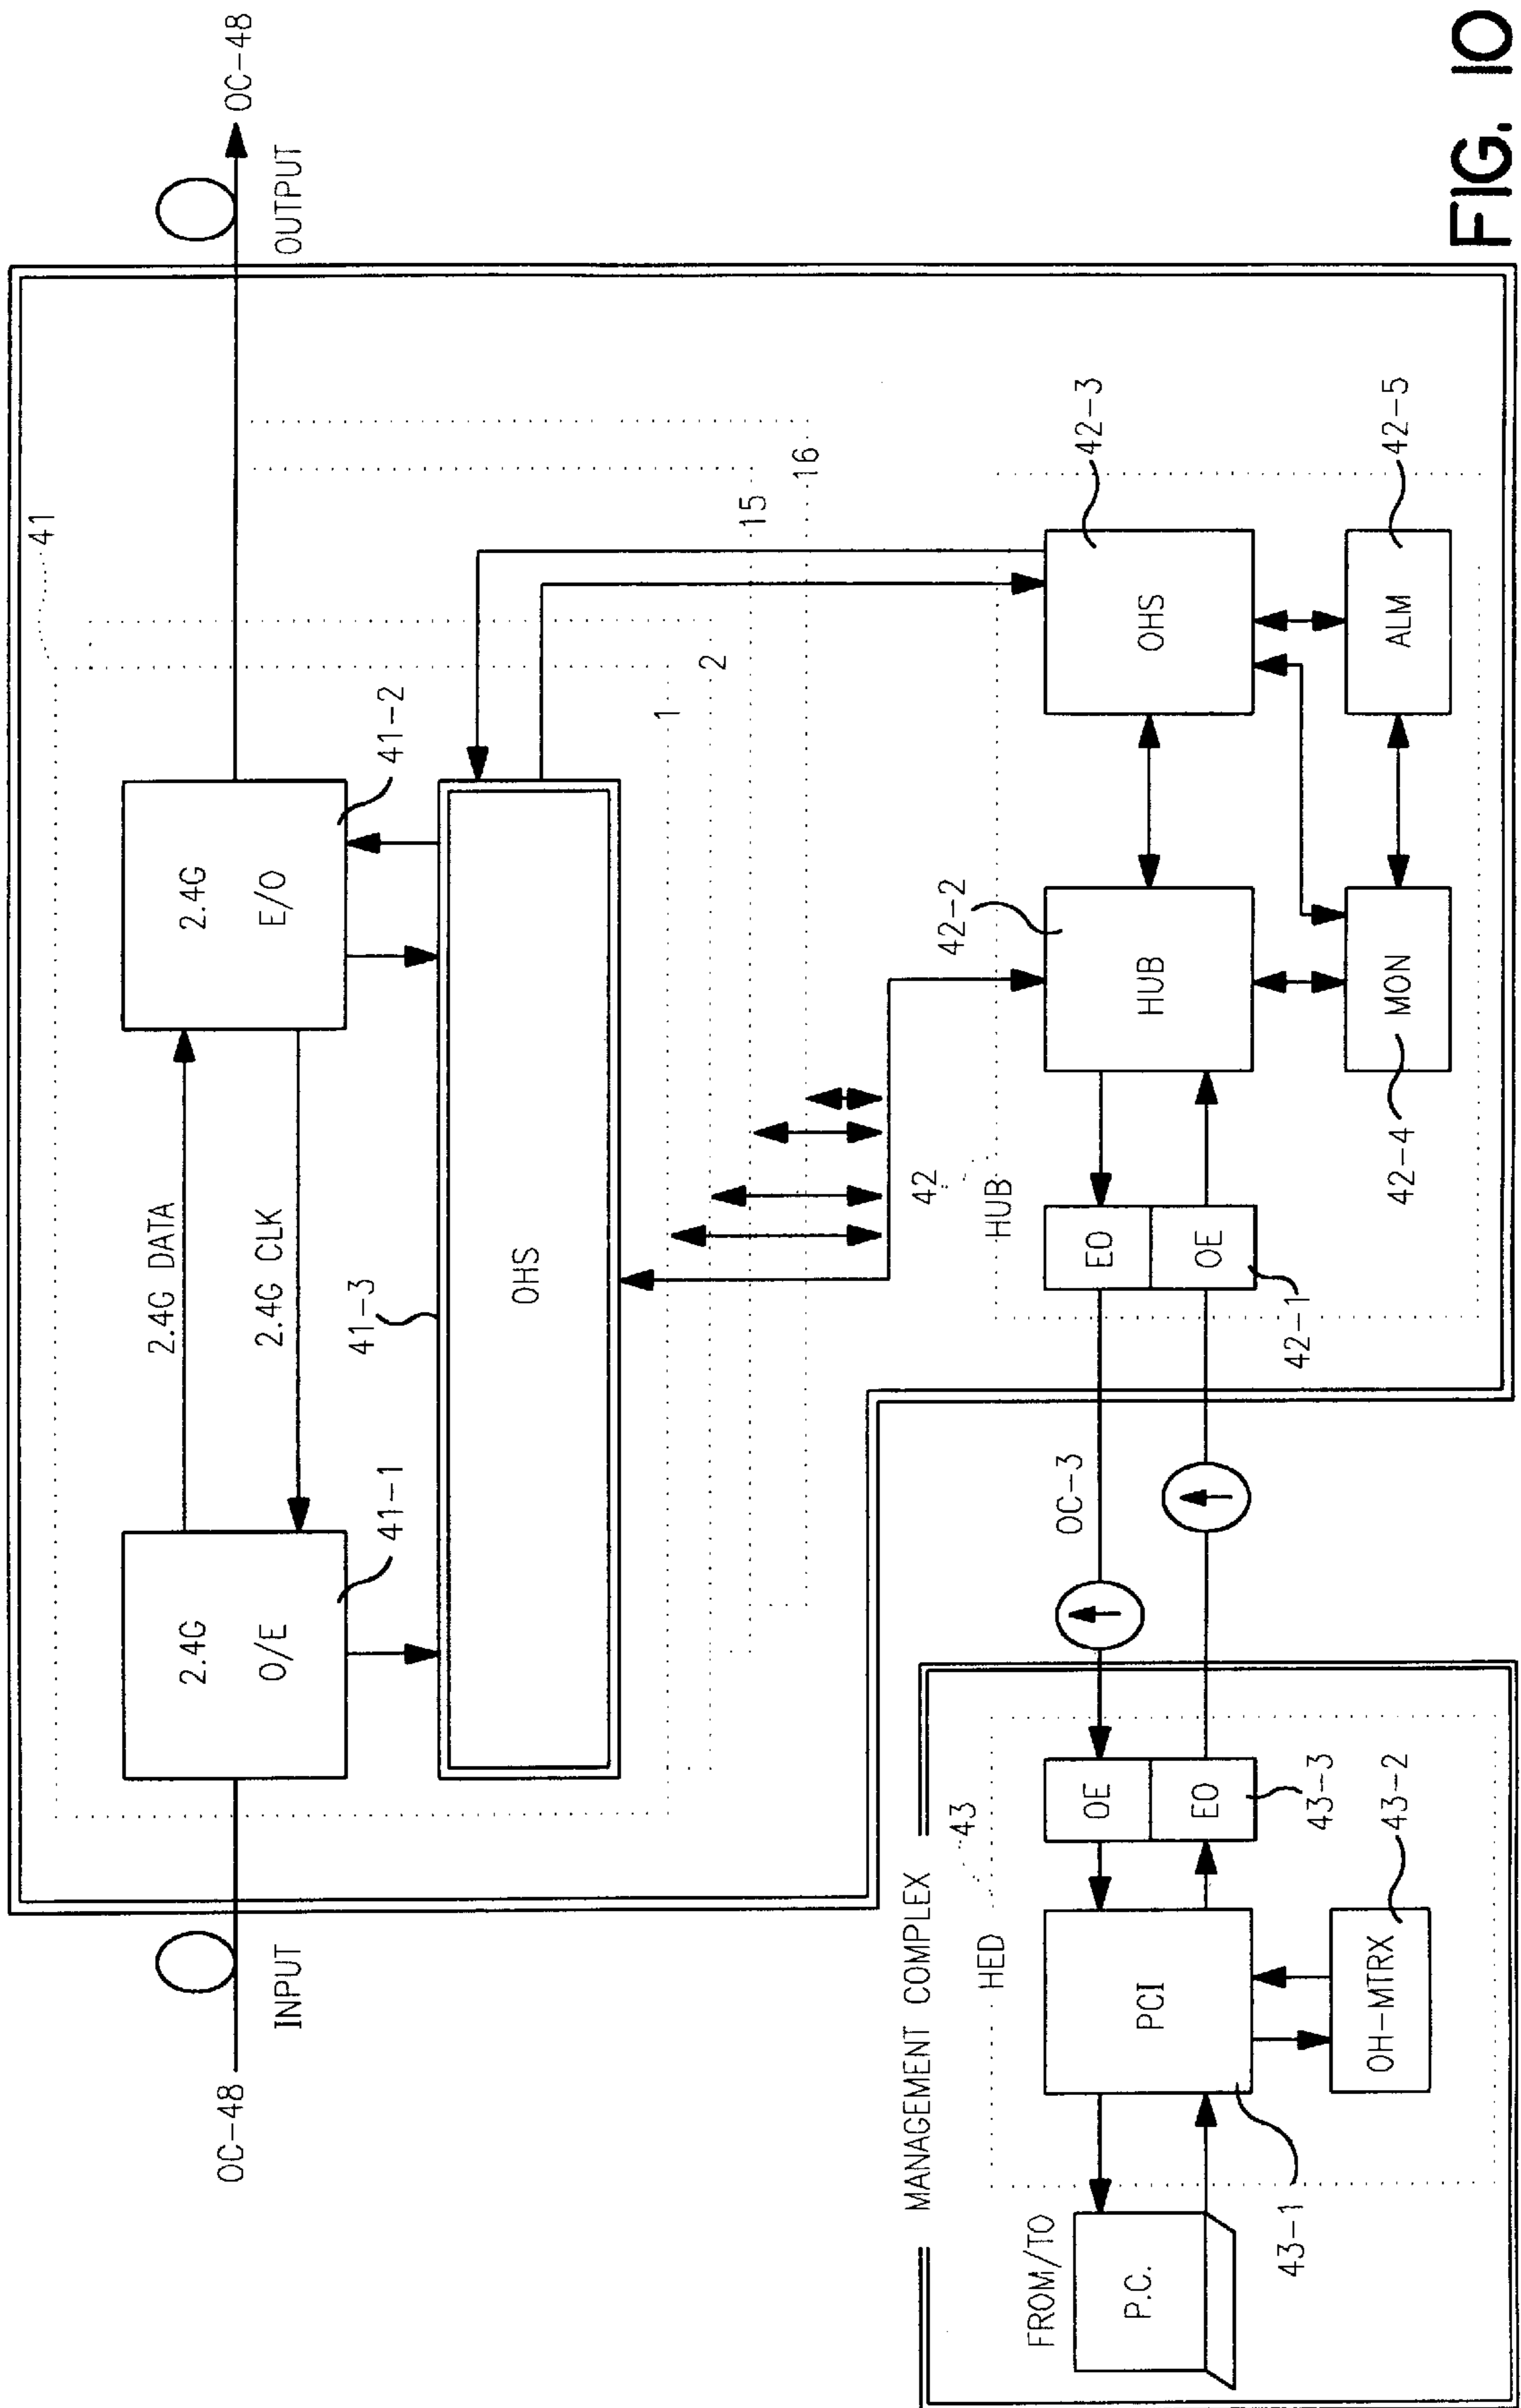 OC-48
INPUT
41
2.4G
O/E
41-1
2.4G DATA
2.4G CLK
2.4G
E/O
41-2
41-3
OHS
1
2
15
16
OUTPUT
OC-48
MANAGEMENT COMPLEX
FROM/TO
P.C.
HED
43
PCI
43-1
OH-MTRX
43-2
OE
EO
43-3
OC-3
HUB
42
EO
OE
42-1
HUB
42-2
OHS
42-3
MON
42-4
ALM
42-5
FIG. 10